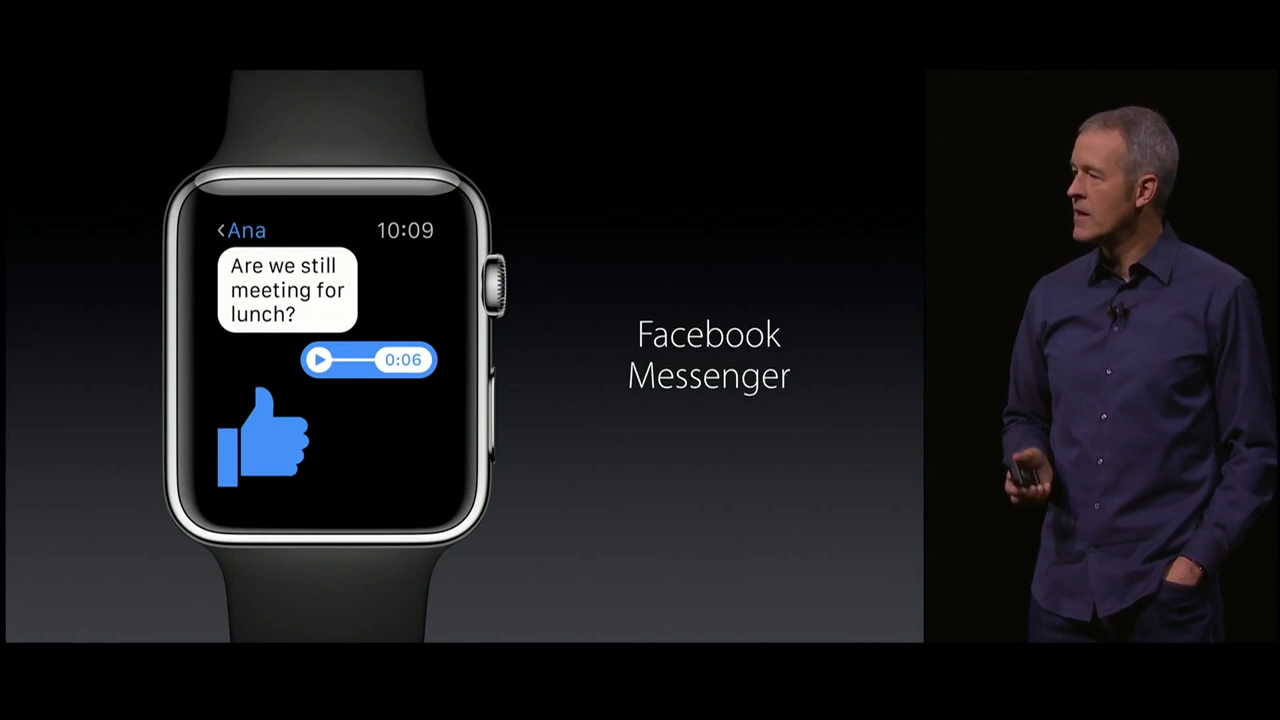 ‹Ana 10:09
Are we still
meeting for
lunch?
0:06
Facebook
Messenger